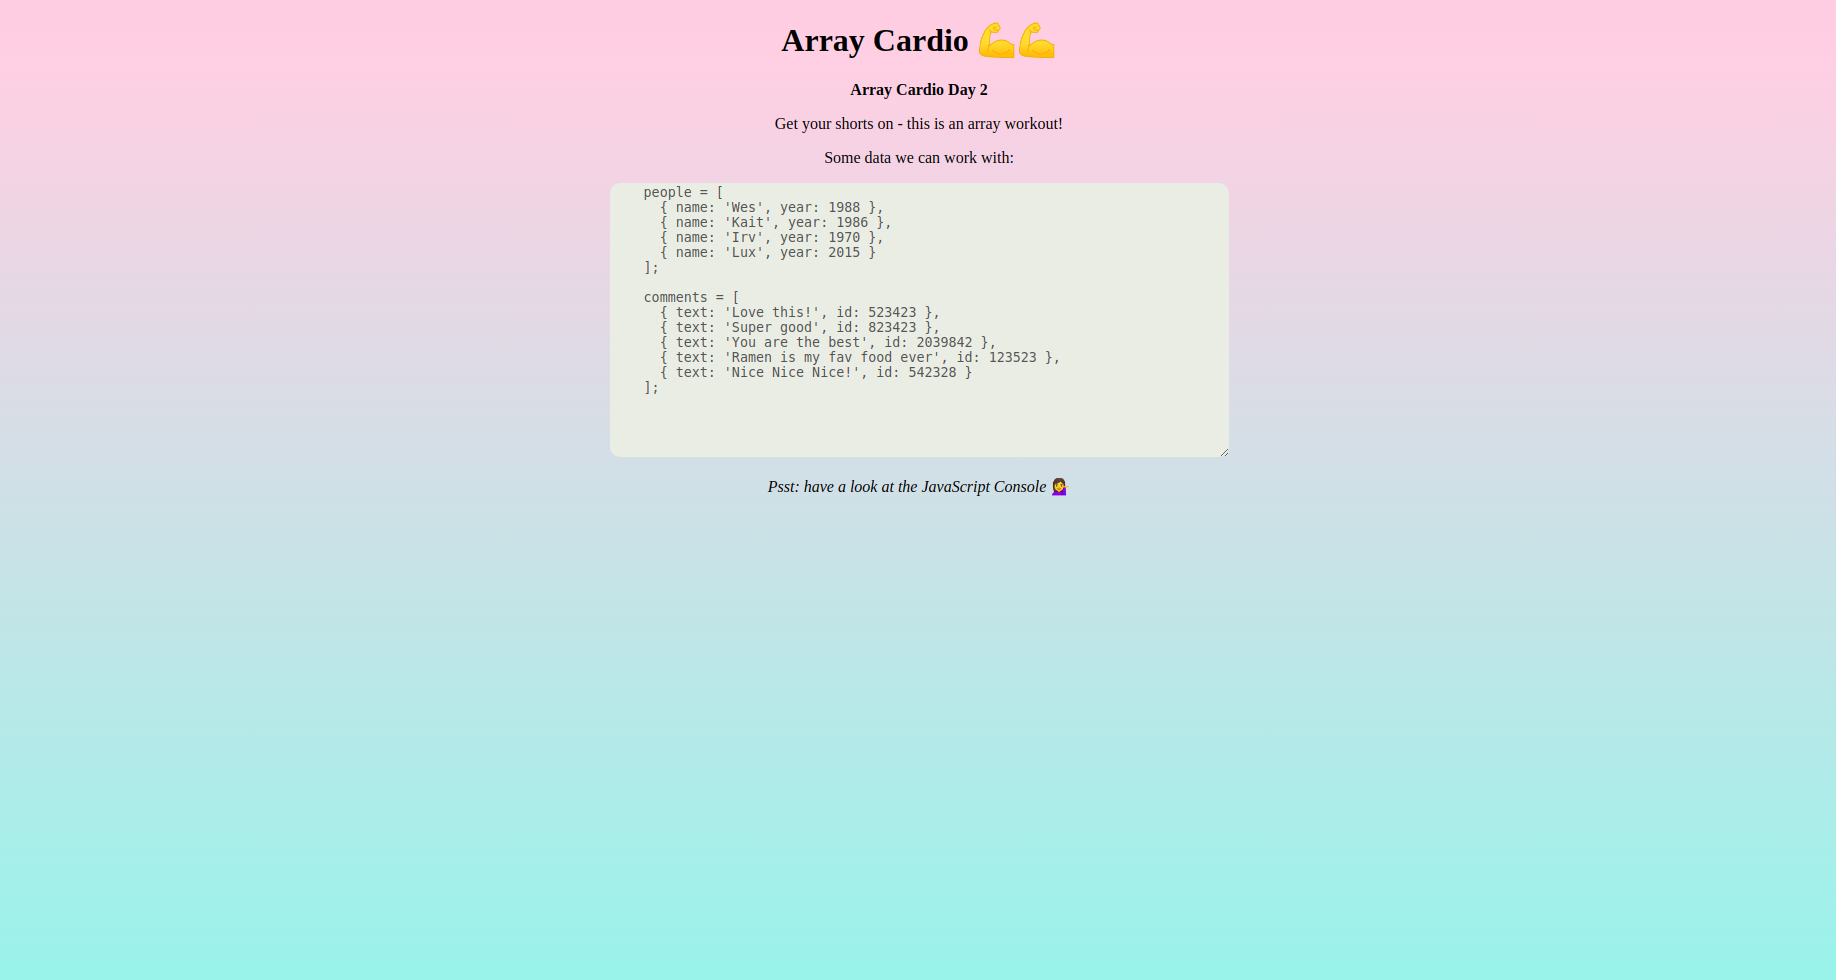 Array Cardio 💪💪
Array Cardio Day 2
Get your shorts on - this is an array workout!
Some data we can work with:
people = [
  { name: 'Wes', year: 1988 },
  { name: 'Kait', year: 1986 },
  { name: 'Irv', year: 1970 },
  { name: 'Lux', year: 2015 }
];

comments = [
  { text: 'Love this!', id: 523423 },
  { text: 'Super good', id: 823423 },
  { text: 'You are the best', id: 2039842 },
  { text: 'Ramen is my fav food ever', id: 123523 },
  { text: 'Nice Nice Nice!', id: 542328 }
];
Psst: have a look at the JavaScript Console 💁